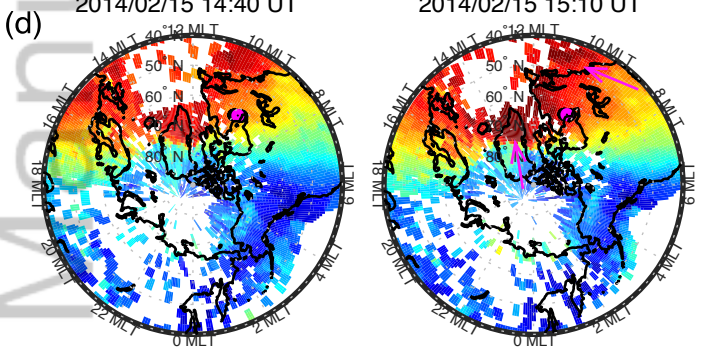 (d)
2014/02/15 14:40 UT
2014/02/15 15:10 UT
40° 12 MLT
14 MLT
10 MLT
50° N
60° N
16 MLT
8 MLT
80° N
18 MLT
6 MLT
20 MLT
4 MLT
22 MLT
2 MLT
0 MLT
40° 12 MLT
14 MLT
10 MLT
50° N
60° N
16 MLT
8 MLT
80° N
18 MLT
6 MLT
20 MLT
4 MLT
22 MLT
2 MLT
0 MLT